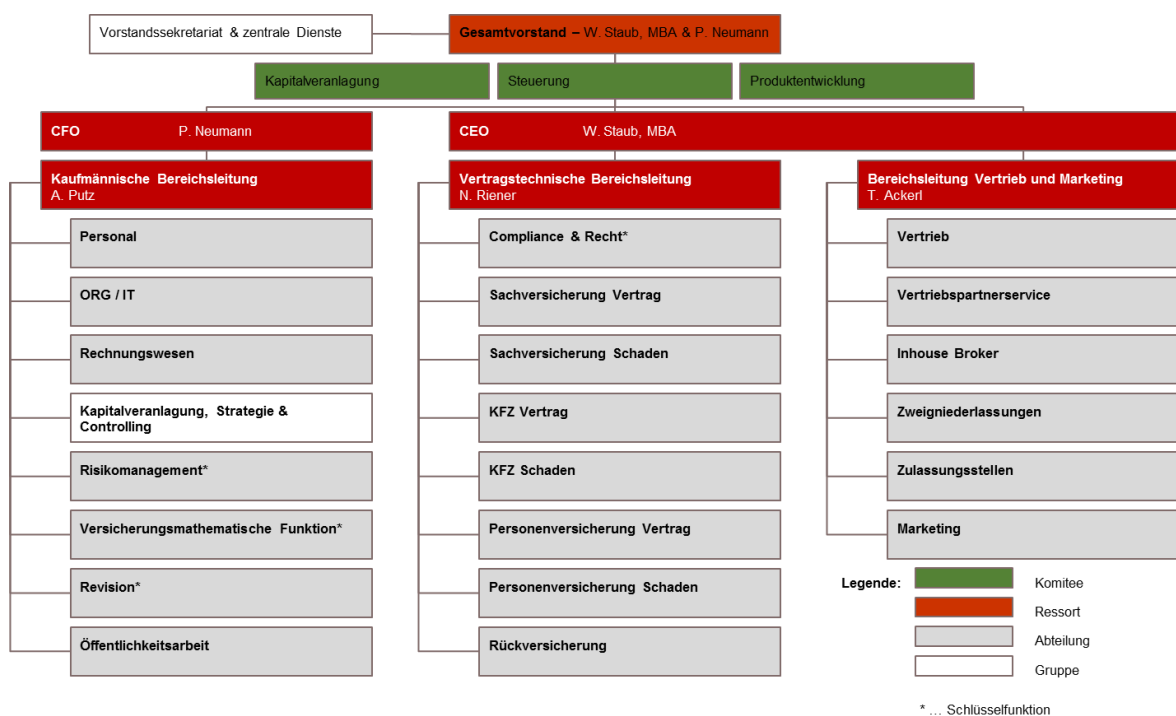 Vorstandssekretariat & zentrale Dienste
Gesamtvorstand – W. Staub, MBA & P. Neumann
Kapitalveranlagung
Steuerung
Produktentwicklung
CFO P. Neumann
CEO W. Staub, MBA
Kaufmännische Bereichsleitung
A. Putz
Personal
ORG / IT
Rechnungswesen
Kapitalveranlagung, Strategie &
Controlling
Risikomanagement*
Versicherungsmathematische Funktion*
Revision*
Öffentlichkeitsarbeit
Vertragstechnische Bereichsleitung
N. Riener
Compliance & Recht*
Sachversicherung Vertrag
Sachversicherung Schaden
KFZ Vertrag
KFZ Schaden
Personenversicherung Vertrag
Personenversicherung Schaden
Rückversicherung
Bereichsleitung Vertrieb und Marketing
T. Ackerl
Vertrieb
Vertriebspartnerservice
Inhouse Broker
Zweigniederlassungen
Zulassungsstellen
Marketing
Legende:
Komitee
Ressort
Abteilung
Gruppe
* … Schlüsselfunktion